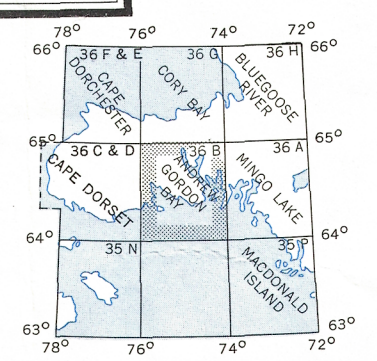 78° 76° 74° 72°
66° 36 F & E 36 G 36 H 66°
CAPE
DORCHESTER
CORY BAY
BLUEGOOSE
RIVER
65° 36 C & D 36 B 36 A 65°
CAPE DORSET
ANDREW
GORDON
BAY
MINGO LAKE
64° 35 N 35 P 64°
MACDONALD
ISLAND
63° 63°
78° 76° 74° 72°